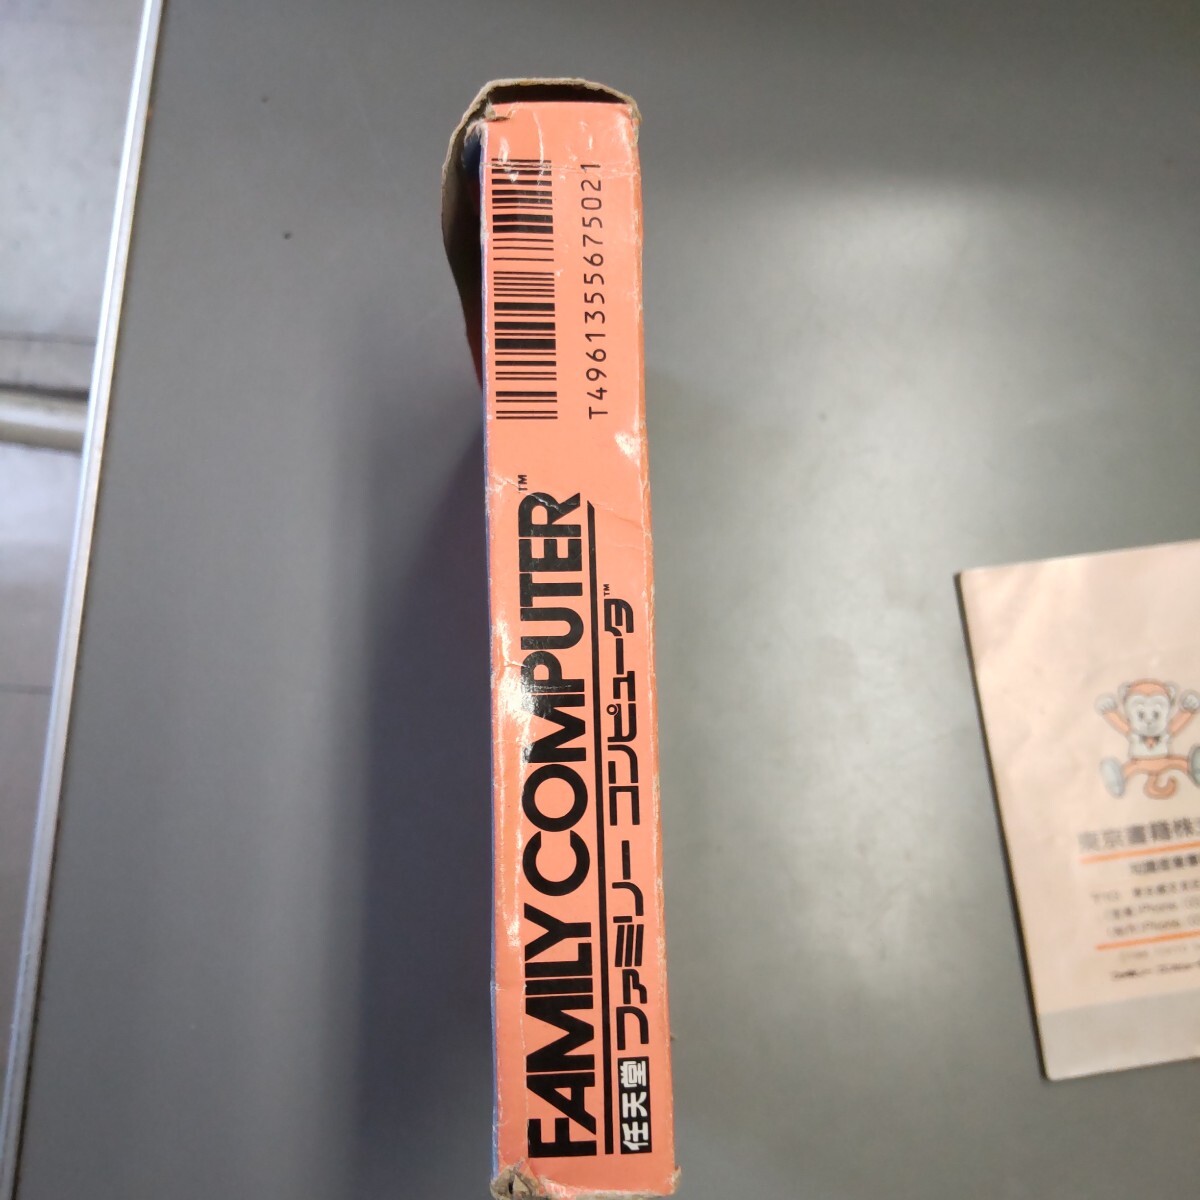 T4961355675021
FAMILY COMPUTER™
任天堂 ファミリー コンピュータ™
東京書籍株